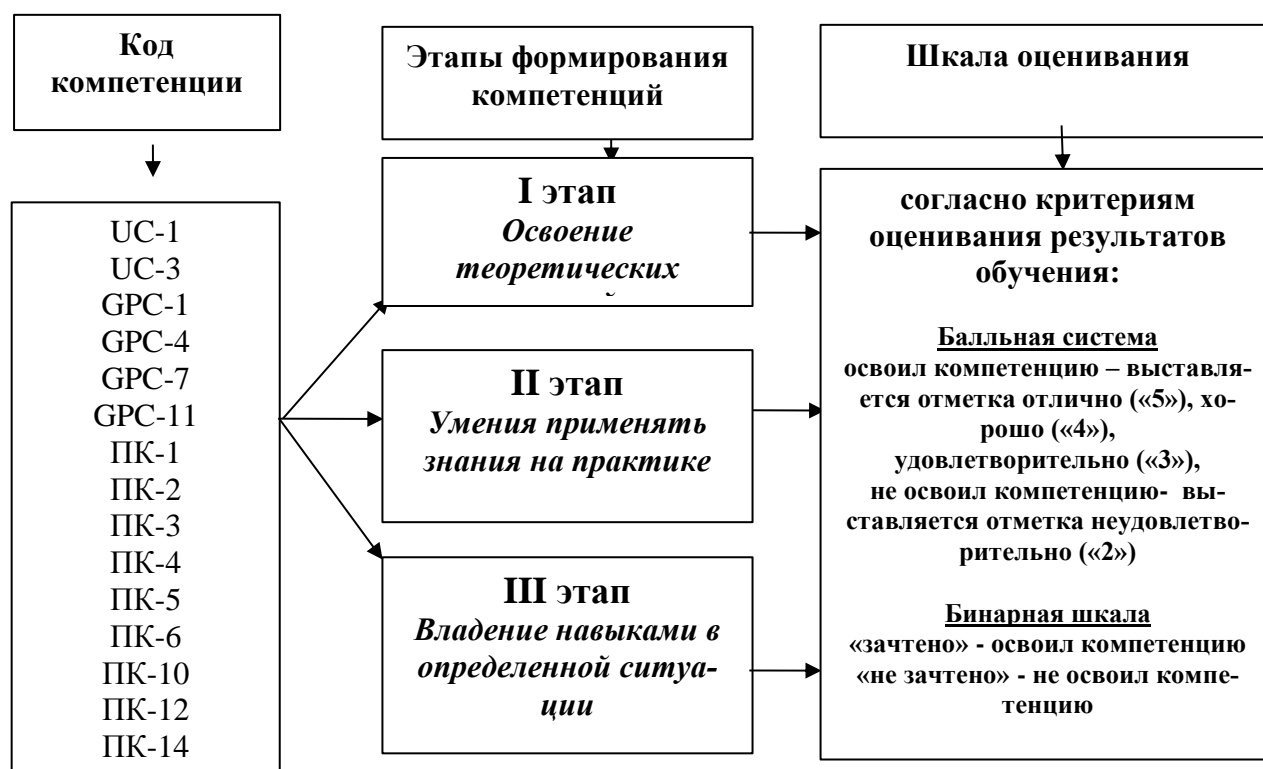 Код
компетенции
Этапы формирования
компетенций
Шкала оценивания
UC-1
UC-3
GPC-1
GPC-4
GPC-7
GPC-11
ПК-1
ПК-2
ПК-3
ПК-4
ПК-5
ПК-6
ПК-10
ПК-12
ПК-14
I этап
Освоение
теоретических
II этап
Умения применять
знания на практике
III этап
Владение навыками в
определенной ситуа-
ции
согласно критериям
оценивания результатов
обучения:
Балльная система
освоил компетенцию – выставля-
ется отметка отлично («5»), хо-
рошо («4»),
удовлетворительно («3»),
не освоил компетенцию- вы-
ставляется отметка неудовлетво-
рительно («2»)
Бинарная шкала
«зачтено» - освоил компетенцию
«не зачтено» - не освоил компе-
тенцию